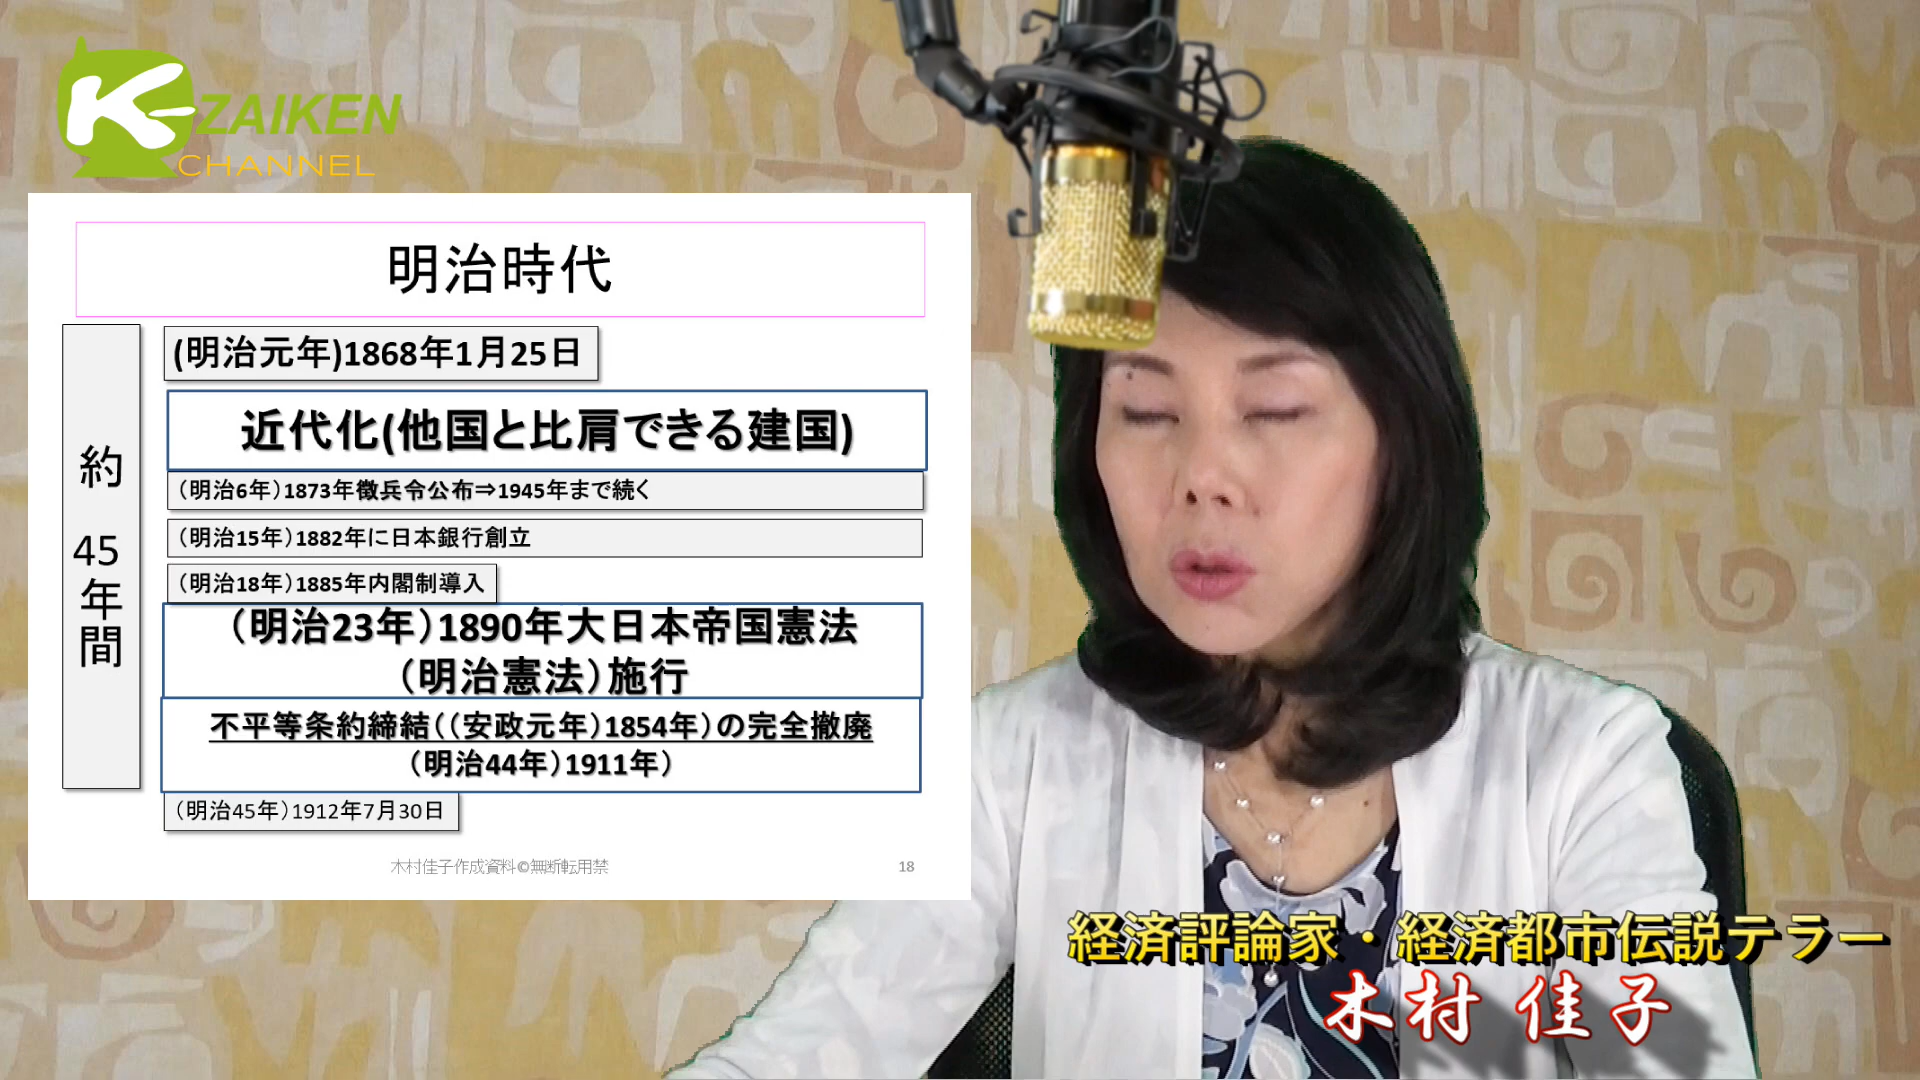 K-ZAIKEN
CHANNEL
明治時代
約45年間
(明治元年)1868年1月25日
近代化(他国と比肩できる建国)
(明治6年)1873年徴兵令公布⇒1945年まで続く
(明治15年)1882年に日本銀行創立
(明治18年)1885年内閣制導入
(明治23年)1890年大日本帝国憲法
(明治憲法)施行
不平等条約締結((安政元年)1854年)の完全撤廃
(明治44年)1911年)
(明治45年)1912年7月30日
木村佳子作成資料©無断転用禁
18
経済評論家・経済都市伝説テラー
木村 佳子